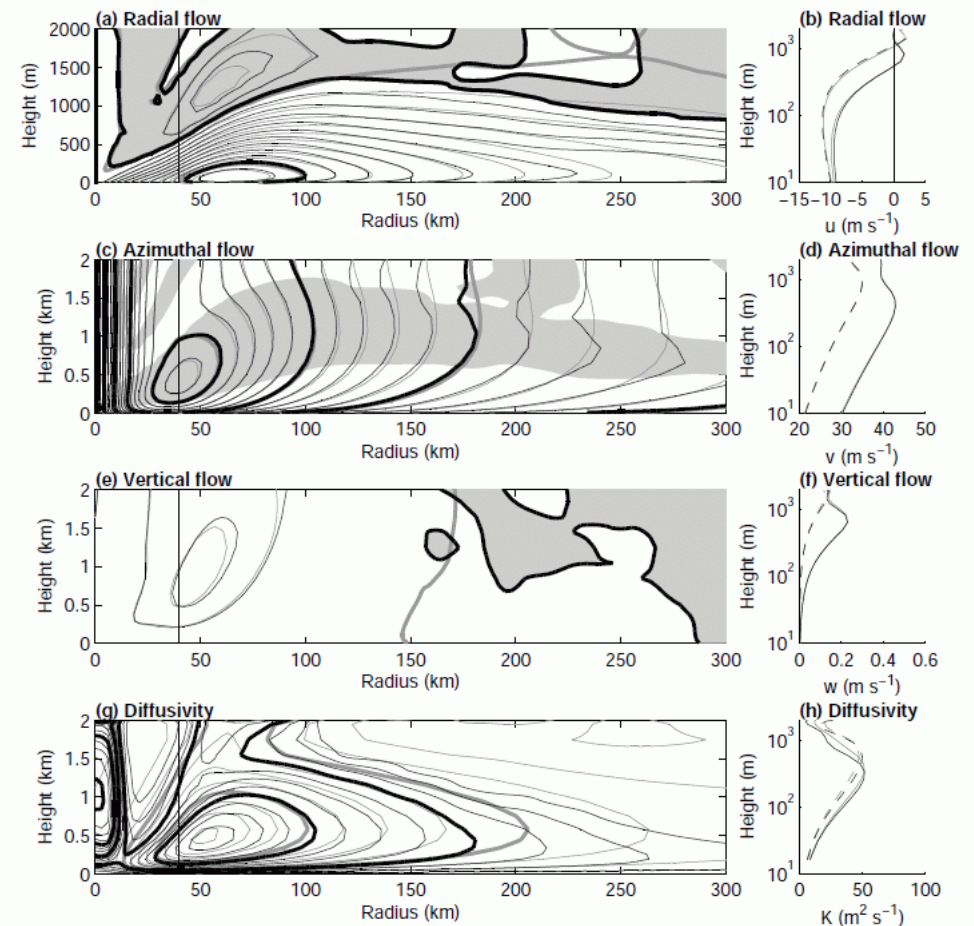 (a) Radial flow
2000
1500
1000
500
0
Height (m)
0 50 100 150 200 250 300
Radius (km)
(b) Radial flow
10³
10²
10¹
Height (m)
−15 −10 −5 0 5
u (m s⁻¹)
(c) Azimuthal flow
2
1.5
1
0.5
0
Height (km)
0 50 100 150 200 250 300
Radius (km)
(d) Azimuthal flow
10³
10²
10¹
Height (m)
20 30 40 50
v (m s⁻¹)
(e) Vertical flow
2
1.5
1
0.5
0
Height (km)
0 50 100 150 200 250 300
Radius (km)
(f) Vertical flow
10³
10²
10¹
Height (m)
0 0.2 0.4 0.6
w (m s⁻¹)
(g) Diffusivity
2
1.5
1
0.5
0
Height (km)
0 50 100 150 200 250 300
Radius (km)
(h) Diffusivity
10³
10²
10¹
Height (m)
0 50 100
K (m² s⁻¹)